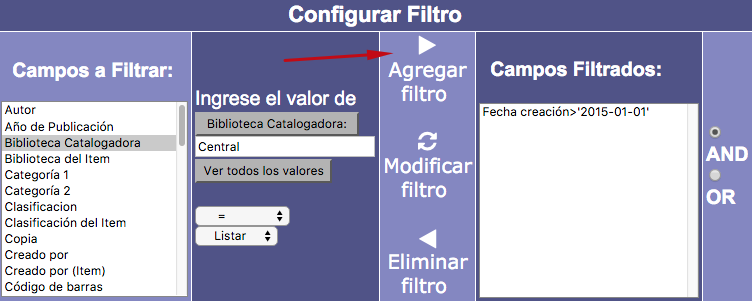 Configurar Filtro
Campos a Filtrar:
Autor
Año de Publicación
Biblioteca Catalogadora
Biblioteca del Item
Categoría 1
Categoría 2
Clasificacion
Clasificación del Item
Copia
Creado por
Creado por (Item)
Código de barras
Ingrese el valor de
Biblioteca Catalogadora:
Central
Ver todos los valores
=
Listar
Agregar
filtro
Modificar
filtro
Eliminar
filtro
Campos Filtrados:
Fecha creación>'2015-01-01'
AND
OR